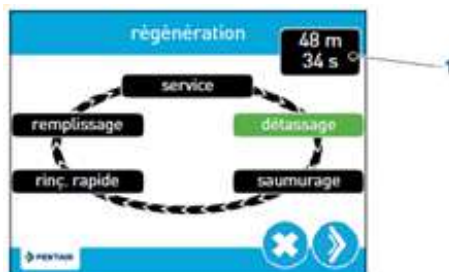 régénération
48 m
34 s
1
service
remplissage
détassage
rinç. rapide
saumurage
PENTAIR